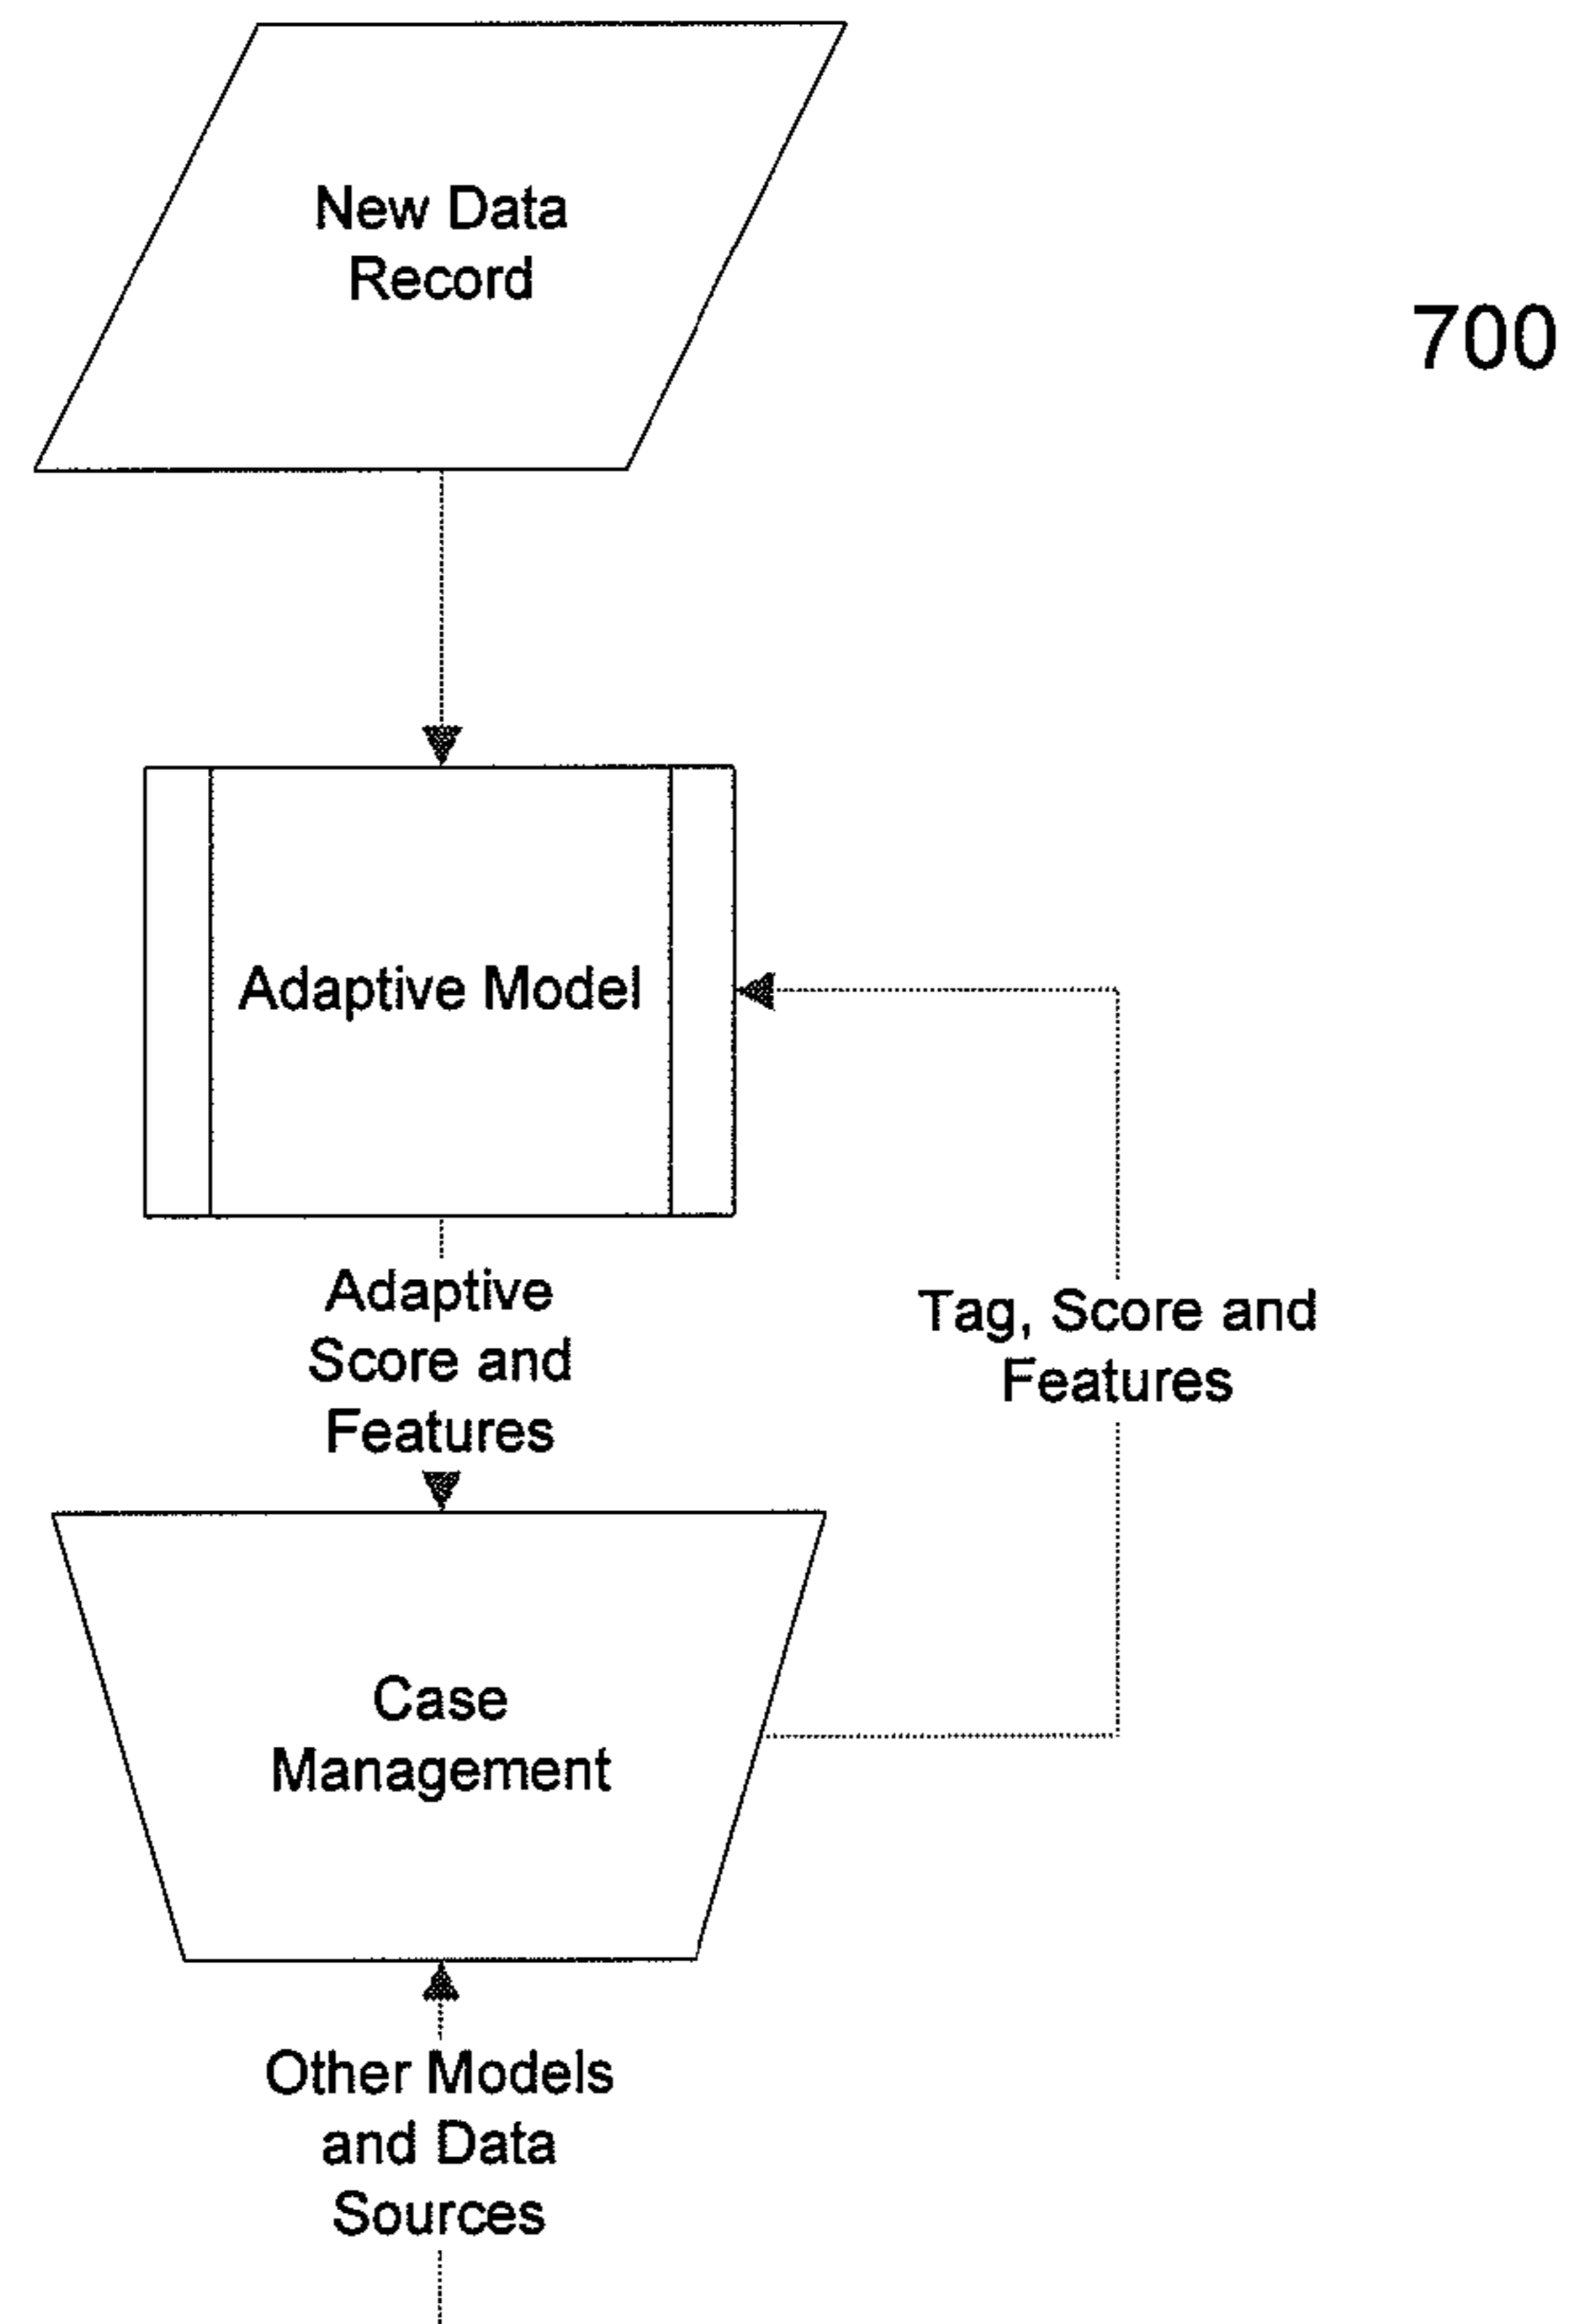 New Data
Record
700
Adaptive Model
Adaptive
Score and
Features
Tag, Score and
Features
Case
Management
Other Models
and Data
Sources